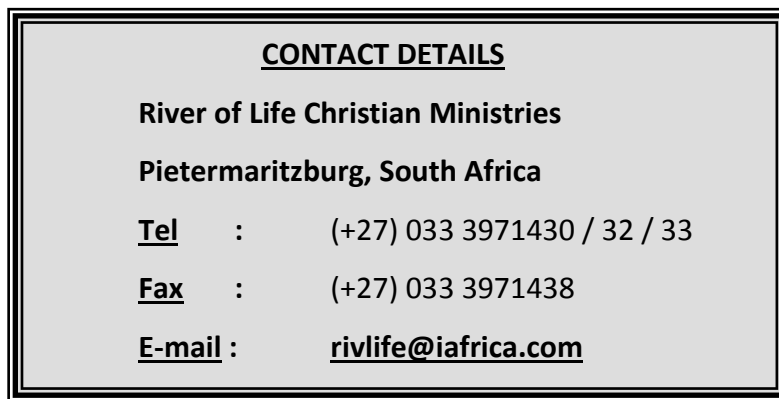 CONTACT DETAILS
River of Life Christian Ministries
Pietermaritzburg, South Africa
Tel : (+27) 033 3971430 / 32 / 33
Fax : (+27) 033 3971438
E-mail : rivlife@iafrica.com